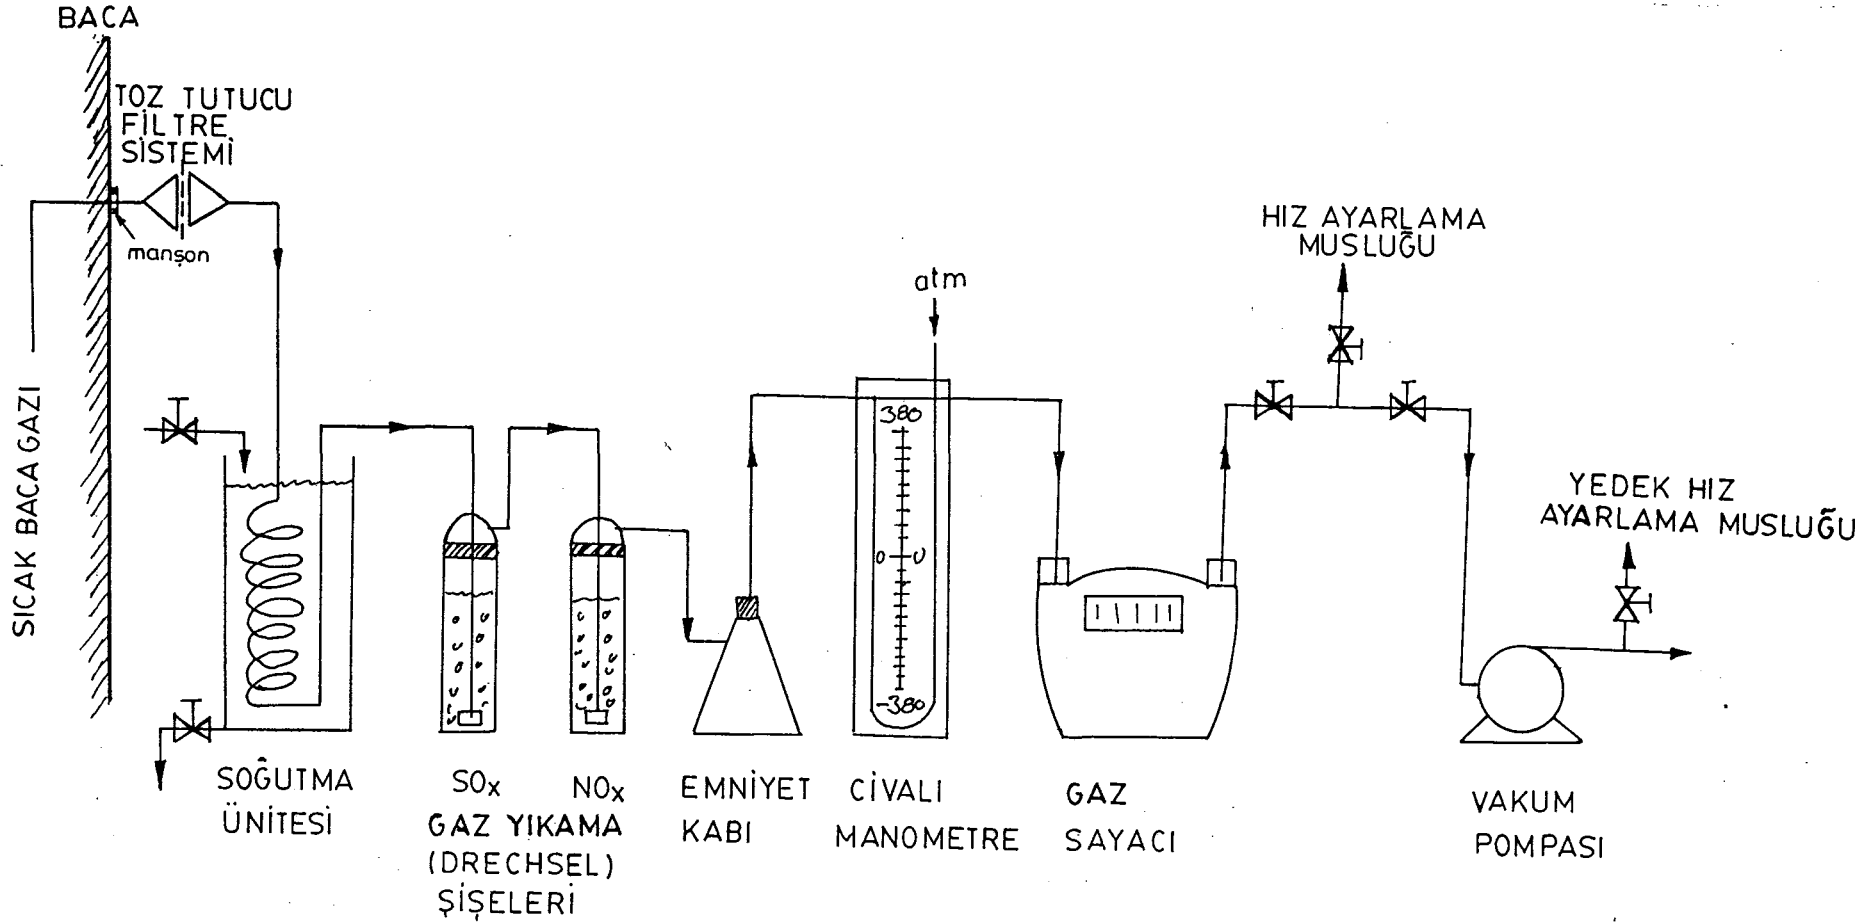 BACA
TOZ TUTUCU
FİLTRE
SİSTEMİ
manşon
SICAK BACA GAZI
HIZ AYARLAMA
MUSLUĞU
atm
380
0 0
-380
YEDEK HIZ
AYARLAMA MUSLUĞU
SOĞUTMA
ÜNİTESİ
SOx
NOx
GAZ YIKAMA
(DRECHSEL)
ŞİŞELERİ
EMNİYET
KABI
CİVALI
MANOMETRE
GAZ
SAYACI
VAKUM
POMPASI